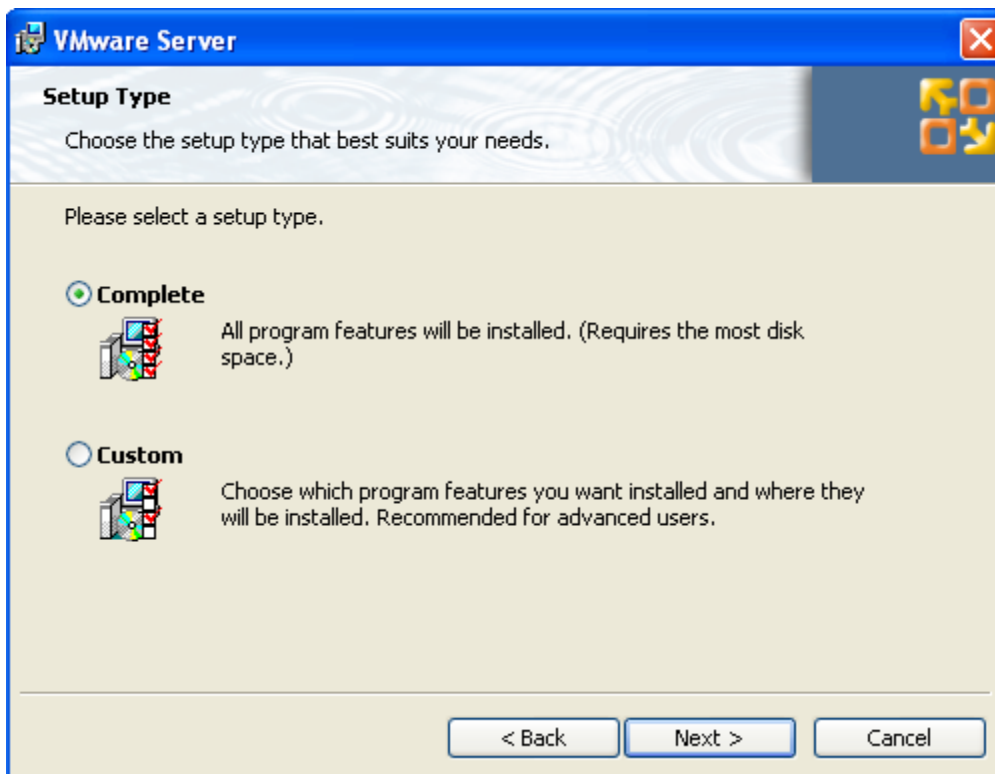 VMware Server
Setup Type
Choose the setup type that best suits your needs.
Please select a setup type.
Complete
All program features will be installed. (Requires the most disk
space.)
Custom
Choose which program features you want installed and where they
will be installed. Recommended for advanced users.
< Back
Next >
Cancel